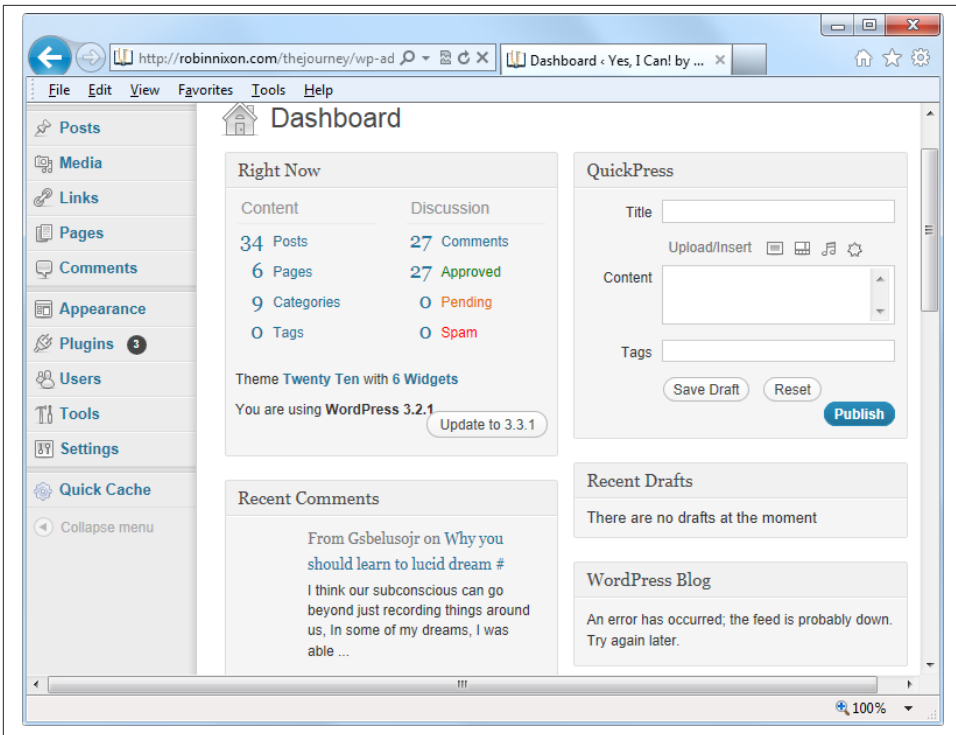 http://robinnixon.com/thejourney/wp-ad
Dashboard ‹ Yes, I Can! by ...
File Edit View Favorites Tools Help
Posts
Media
Links
Pages
Comments
Appearance
Plugins 3
Users
Tools
Settings
Quick Cache
Collapse menu
Dashboard
Right Now
Content Discussion
34 Posts 27 Comments
6 Pages 27 Approved
9 Categories 0 Pending
0 Tags 0 Spam
Theme Twenty Ten with 6 Widgets
You are using WordPress 3.2.1
Update to 3.3.1
Recent Comments
From Gsbelusojr on Why you
should learn to lucid dream #
I think our subconscious can go
beyond just recording things around
us, In some of my dreams, I was
able ...
QuickPress
Title
Upload/Insert
Content
Tags
Save Draft Reset
Publish
Recent Drafts
There are no drafts at the moment
WordPress Blog
An error has occurred; the feed is probably down.
Try again later.
100%